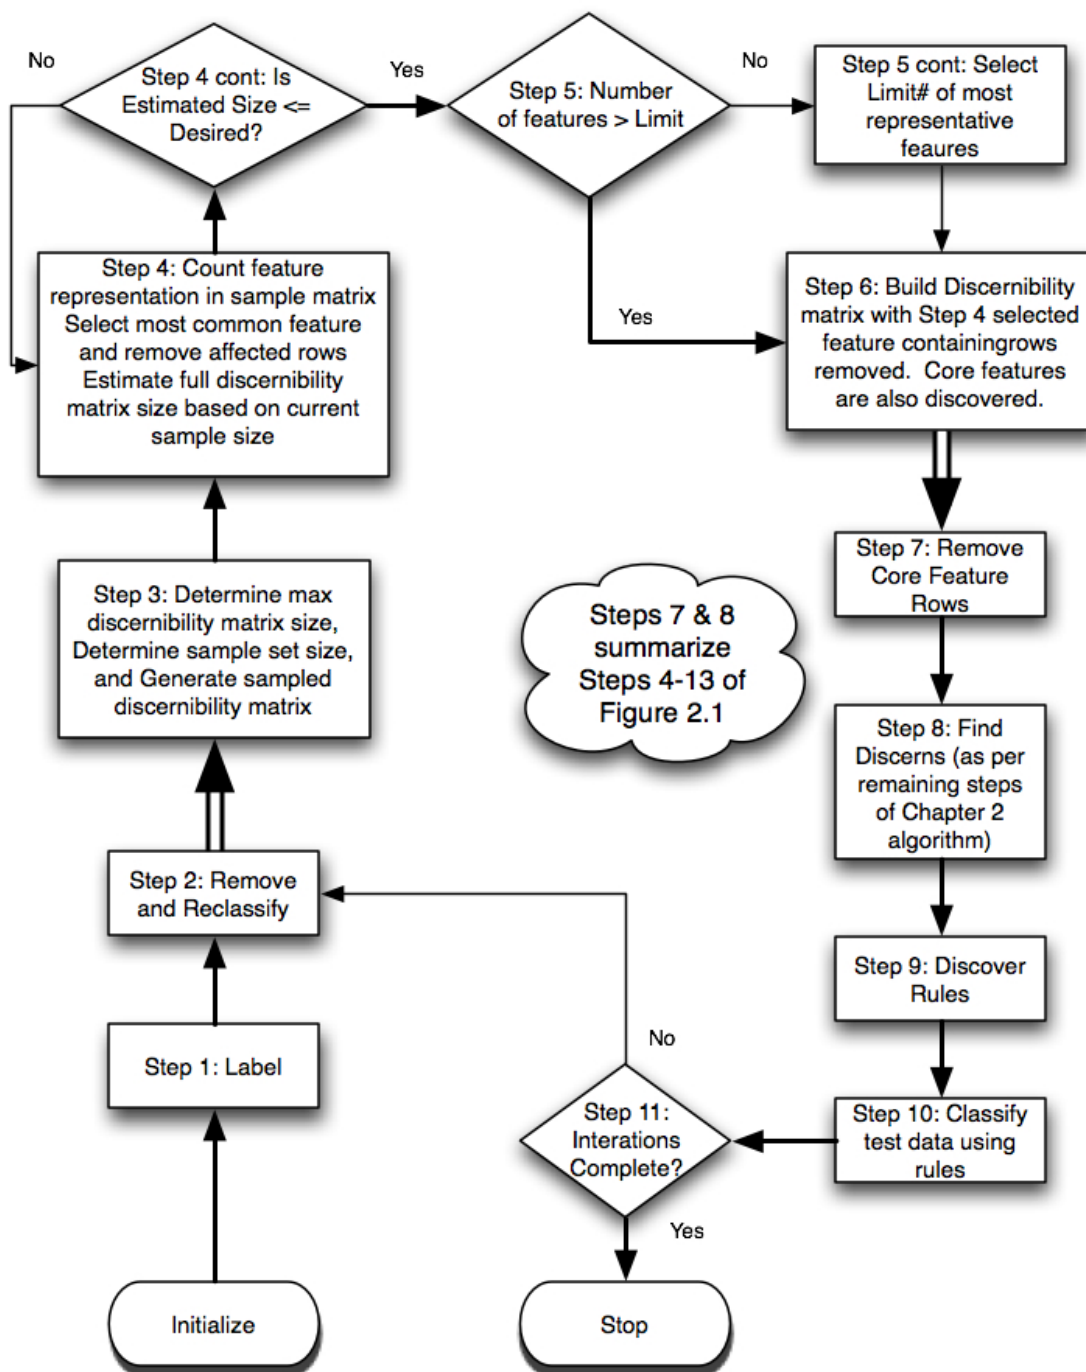 No
Step 4 cont: Is
Estimated Size <=
Desired?
Yes
Step 5: Number
of features > Limit
No
Step 5 cont: Select
Limit# of most
representative
feaures
Step 4: Count feature
representation in sample matrix
Select most common feature
and remove affected rows
Estimate full discernibility
matrix size based on current
sample size
Yes
Step 6: Build Discernibility
matrix with Step 4 selected
feature containingrows
removed.  Core features
are also discovered.
Step 3: Determine max
discernibility matrix size,
Determine sample set size,
and Generate sampled
discernibility matrix
Steps 7 & 8
summarize
Steps 4-13 of
Figure 2.1
Step 7: Remove
Core Feature
Rows
Step 8: Find
Discerns (as per
remaining steps
of Chapter 2
algorithm)
Step 2: Remove
and Reclassify
Step 9: Discover
Rules
Step 1: Label
No
Step 11:
Interations
Complete?
Step 10: Classify
test data using
rules
Yes
Initialize
Stop